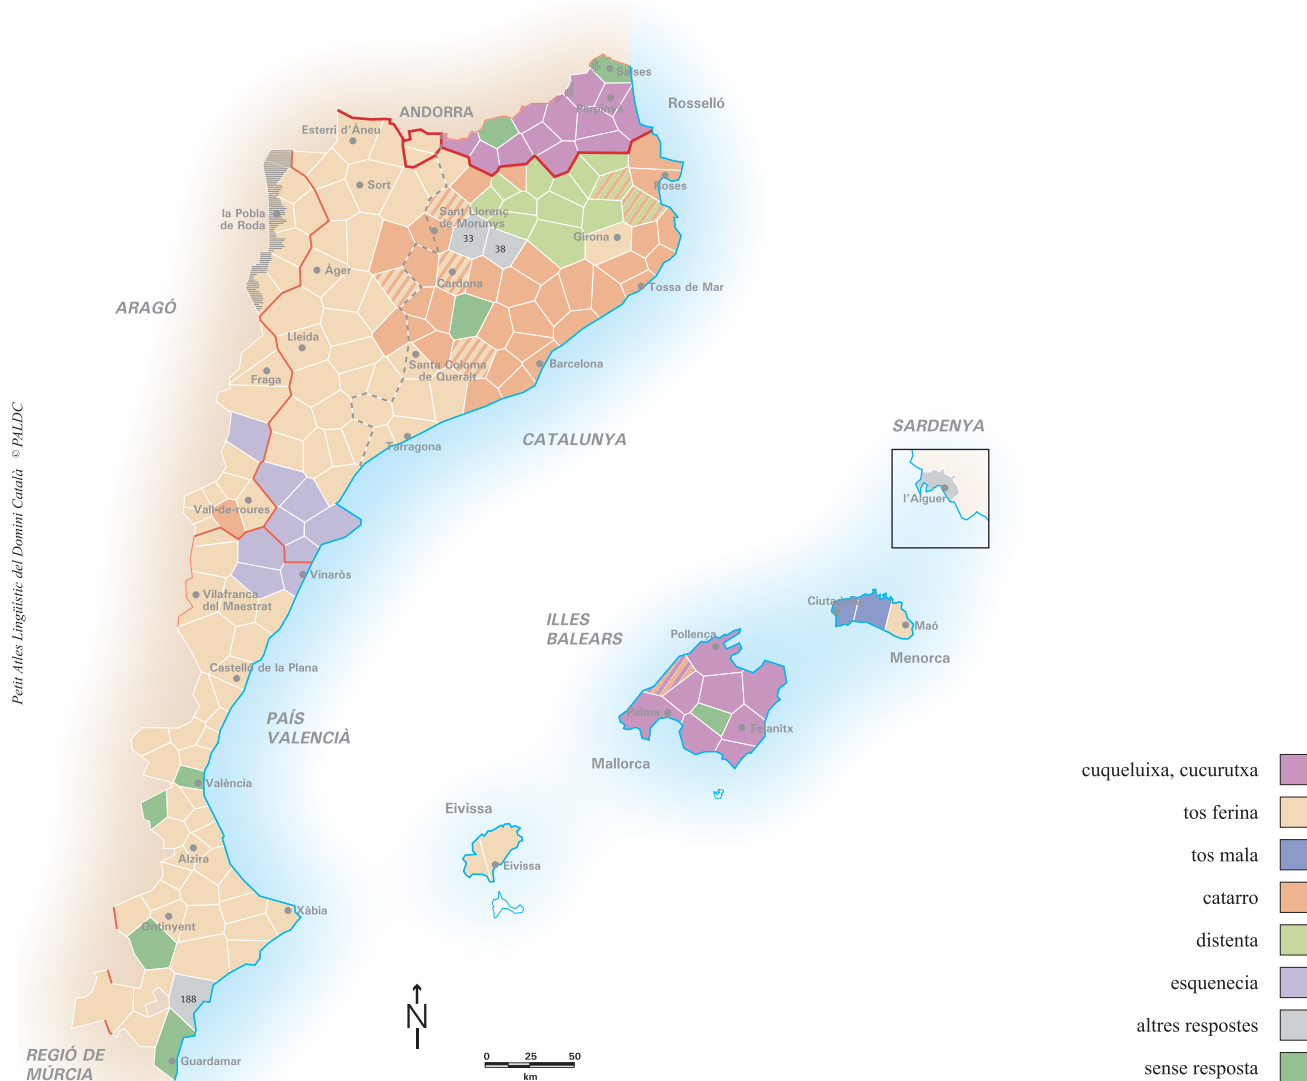 Salses
Perpinyà
Rosselló
ANDORRA
Esterri d'Àneu
Sort
Roses
la Pobla
de Roda
Sant Llorenç
de Morunys
33
38
Girona
Àger
Cardona
Tossa de Mar
ARAGÓ
Lleida
Santa Coloma
de Queralt
Barcelona
Fraga
Tarragona
CATALUNYA
SARDENYA
l'Alguer
Vall-de-roures
Vinaròs
Vilafranca
del Maestrat
ILLES
BALEARS
Ciutadella
Maó
Menorca
Pollença
Palma
Felanitx
Mallorca
Castelló de la Plana
PAÍS
VALENCIÀ
València
Eivissa
Eivissa
Alzira
Xàbia
Ontinyent
188
Guardamar
REGIÓ DE
MÚRCIA
N
0 25 50
km
Petit Atles Lingüístic del Domini Català © PALDC
cuqueluixa, cucurutxa
tos ferina
tos mala
catarro
distenta
esquenecia
altres respostes
sense resposta